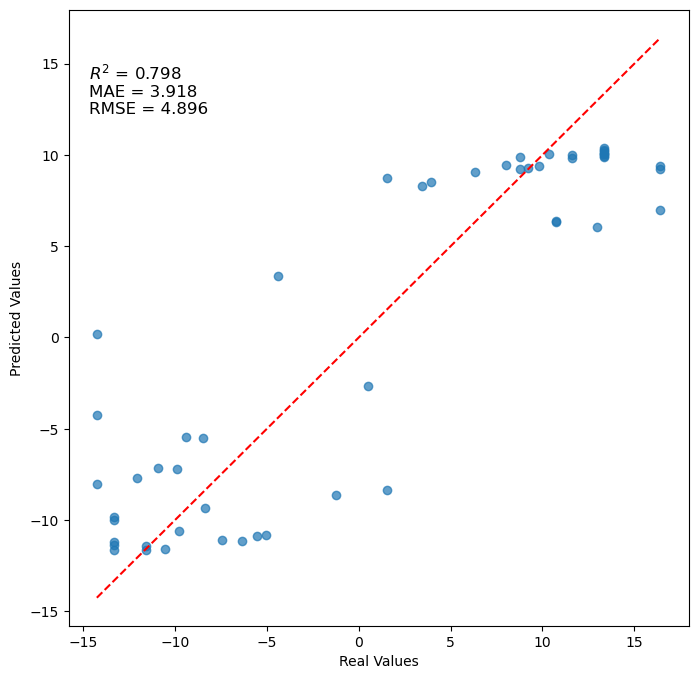 R² = 0.798
MAE = 3.918
RMSE = 4.896
Predicted Values
15
10
5
0
−5
−10
−15
−15
−10
−5
0
5
10
15
Real Values